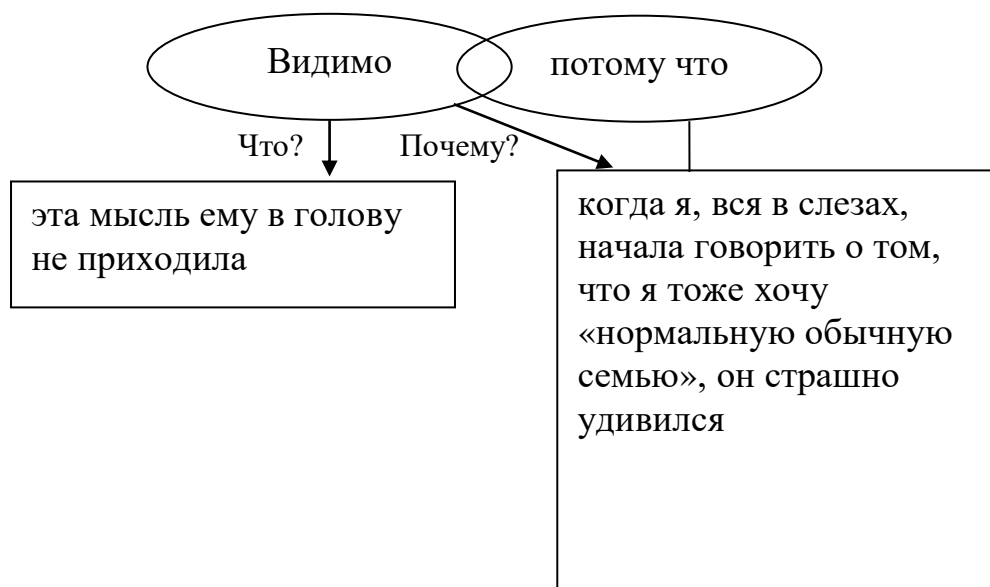 Видимо
потому что
Что?
Почему?
эта мысль ему в голову
не приходила
когда я, вся в слезах,
начала говорить о том,
что я тоже хочу
«нормальную обычную
семью», он страшно
удивился